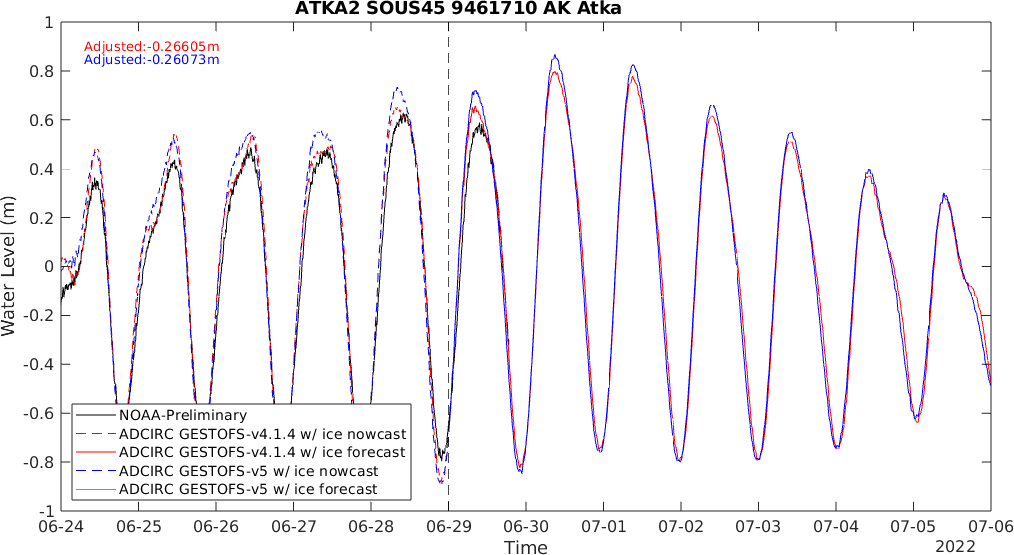 ATKA2 SOUS45 9461710 AK Atka
Adjusted:-0.26605m
Adjusted:-0.26073m
1
0.8
0.6
0.4
0.2
0
-0.2
-0.4
-0.6
-0.8
-1
Water Level (m)
NOAA-Preliminary
ADCIRC GESTOFS-v4.1.4 w/ ice nowcast
ADCIRC GESTOFS-v4.1.4 w/ ice forecast
ADCIRC GESTOFS-v5 w/ ice nowcast
ADCIRC GESTOFS-v5 w/ ice forecast
06-24 06-25 06-26 06-27 06-28 06-29 06-30 07-01 07-02 07-03 07-04 07-05 07-06
Time
2022